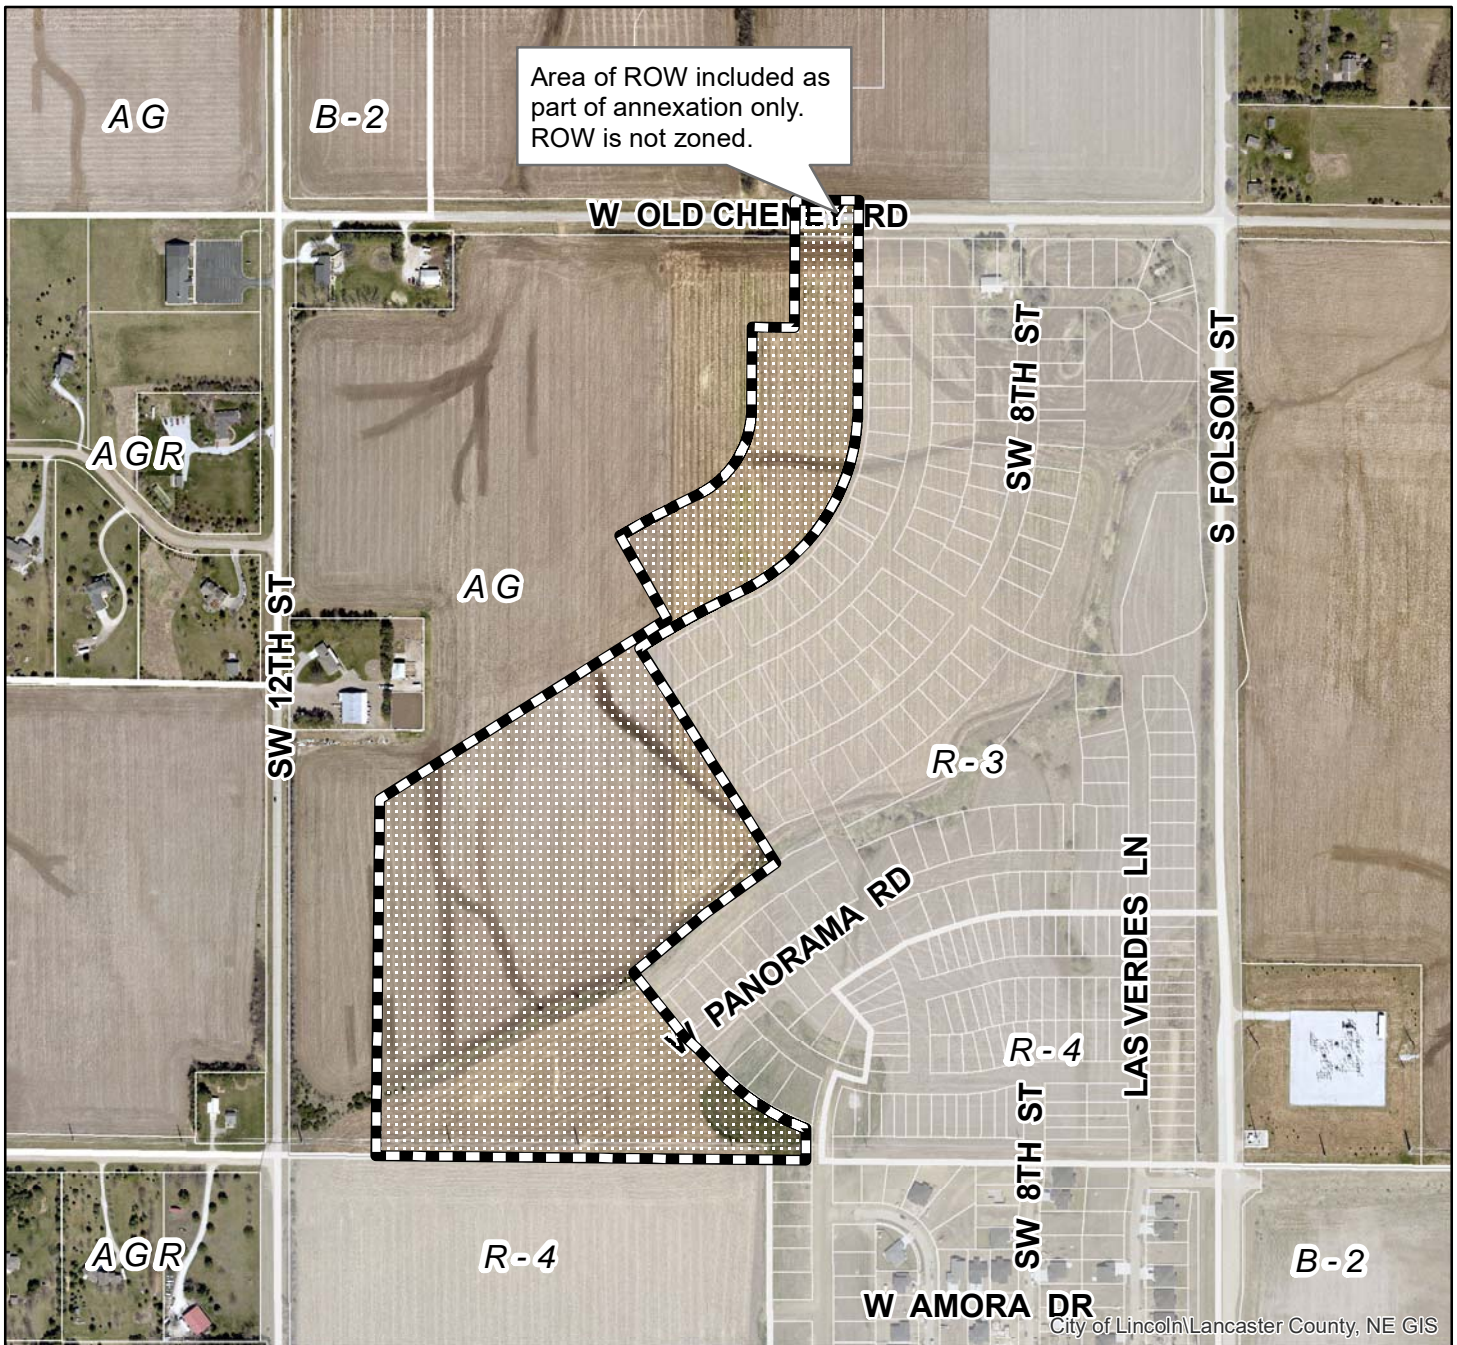 Area of ROW included as
part of annexation only.
ROW is not zoned.
AG
B-2
W OLD CHENEY RD
SW 8TH ST
S FOLSOM ST
AGR
AG
SW 12TH ST
R-3
W PANORAMA RD
LAS VERDES LN
R-4
SW 8TH ST
AGR
R-4
B-2
W AMORA DR
City of Lincoln\Lancaster County, NE GIS